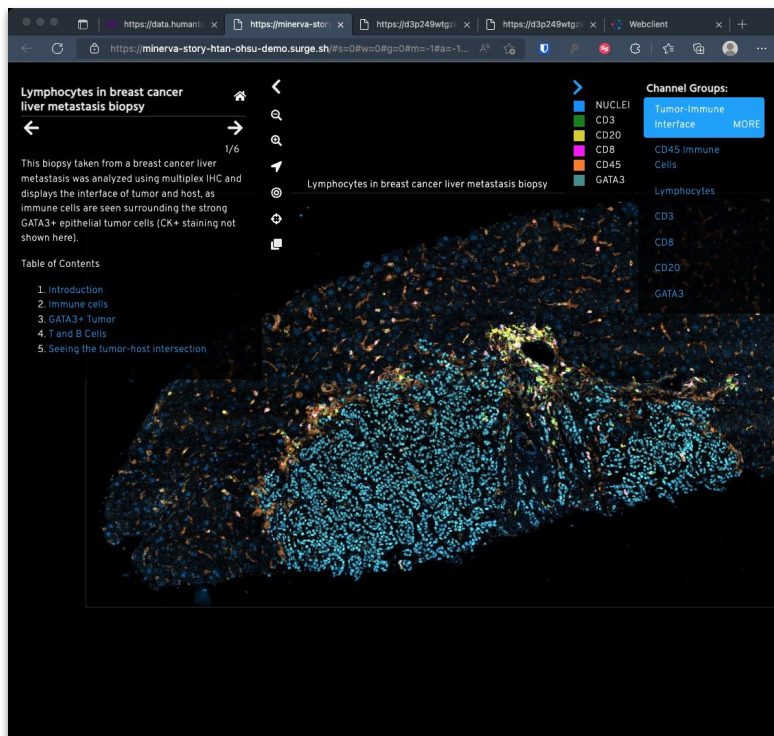 https://data.humant
https://minerva-story
https://d3p249wtgzi
https://d3p249wtgzi
Webclient
https://minerva-story-htan-ohsu-demo.surge.sh/#s=0#w=0#g=0#m=-1#a=-1...
Lymphocytes in breast cancer
liver metastasis biopsy
1/6
This biopsy taken from a breast cancer liver
metastasis was analyzed using multiplex IHC and
displays the interface of tumor and host, as
immune cells are seen surrounding the strong
GATA3+ epithelial tumor cells (CK+ staining not
shown here).
Table of Contents
1. Introduction
2. Immune cells
3. GATA3+ Tumor
4. T and B Cells
5. Seeing the tumor-host intersection
Lymphocytes in breast cancer liver metastasis biopsy
NUCLEI
CD3
CD20
CD8
CD45
GATA3
Channel Groups:
Tumor-Immune
Interface MORE
CD45 Immune
Cells
Lymphocytes
CD3
CD8
CD20
GATA3